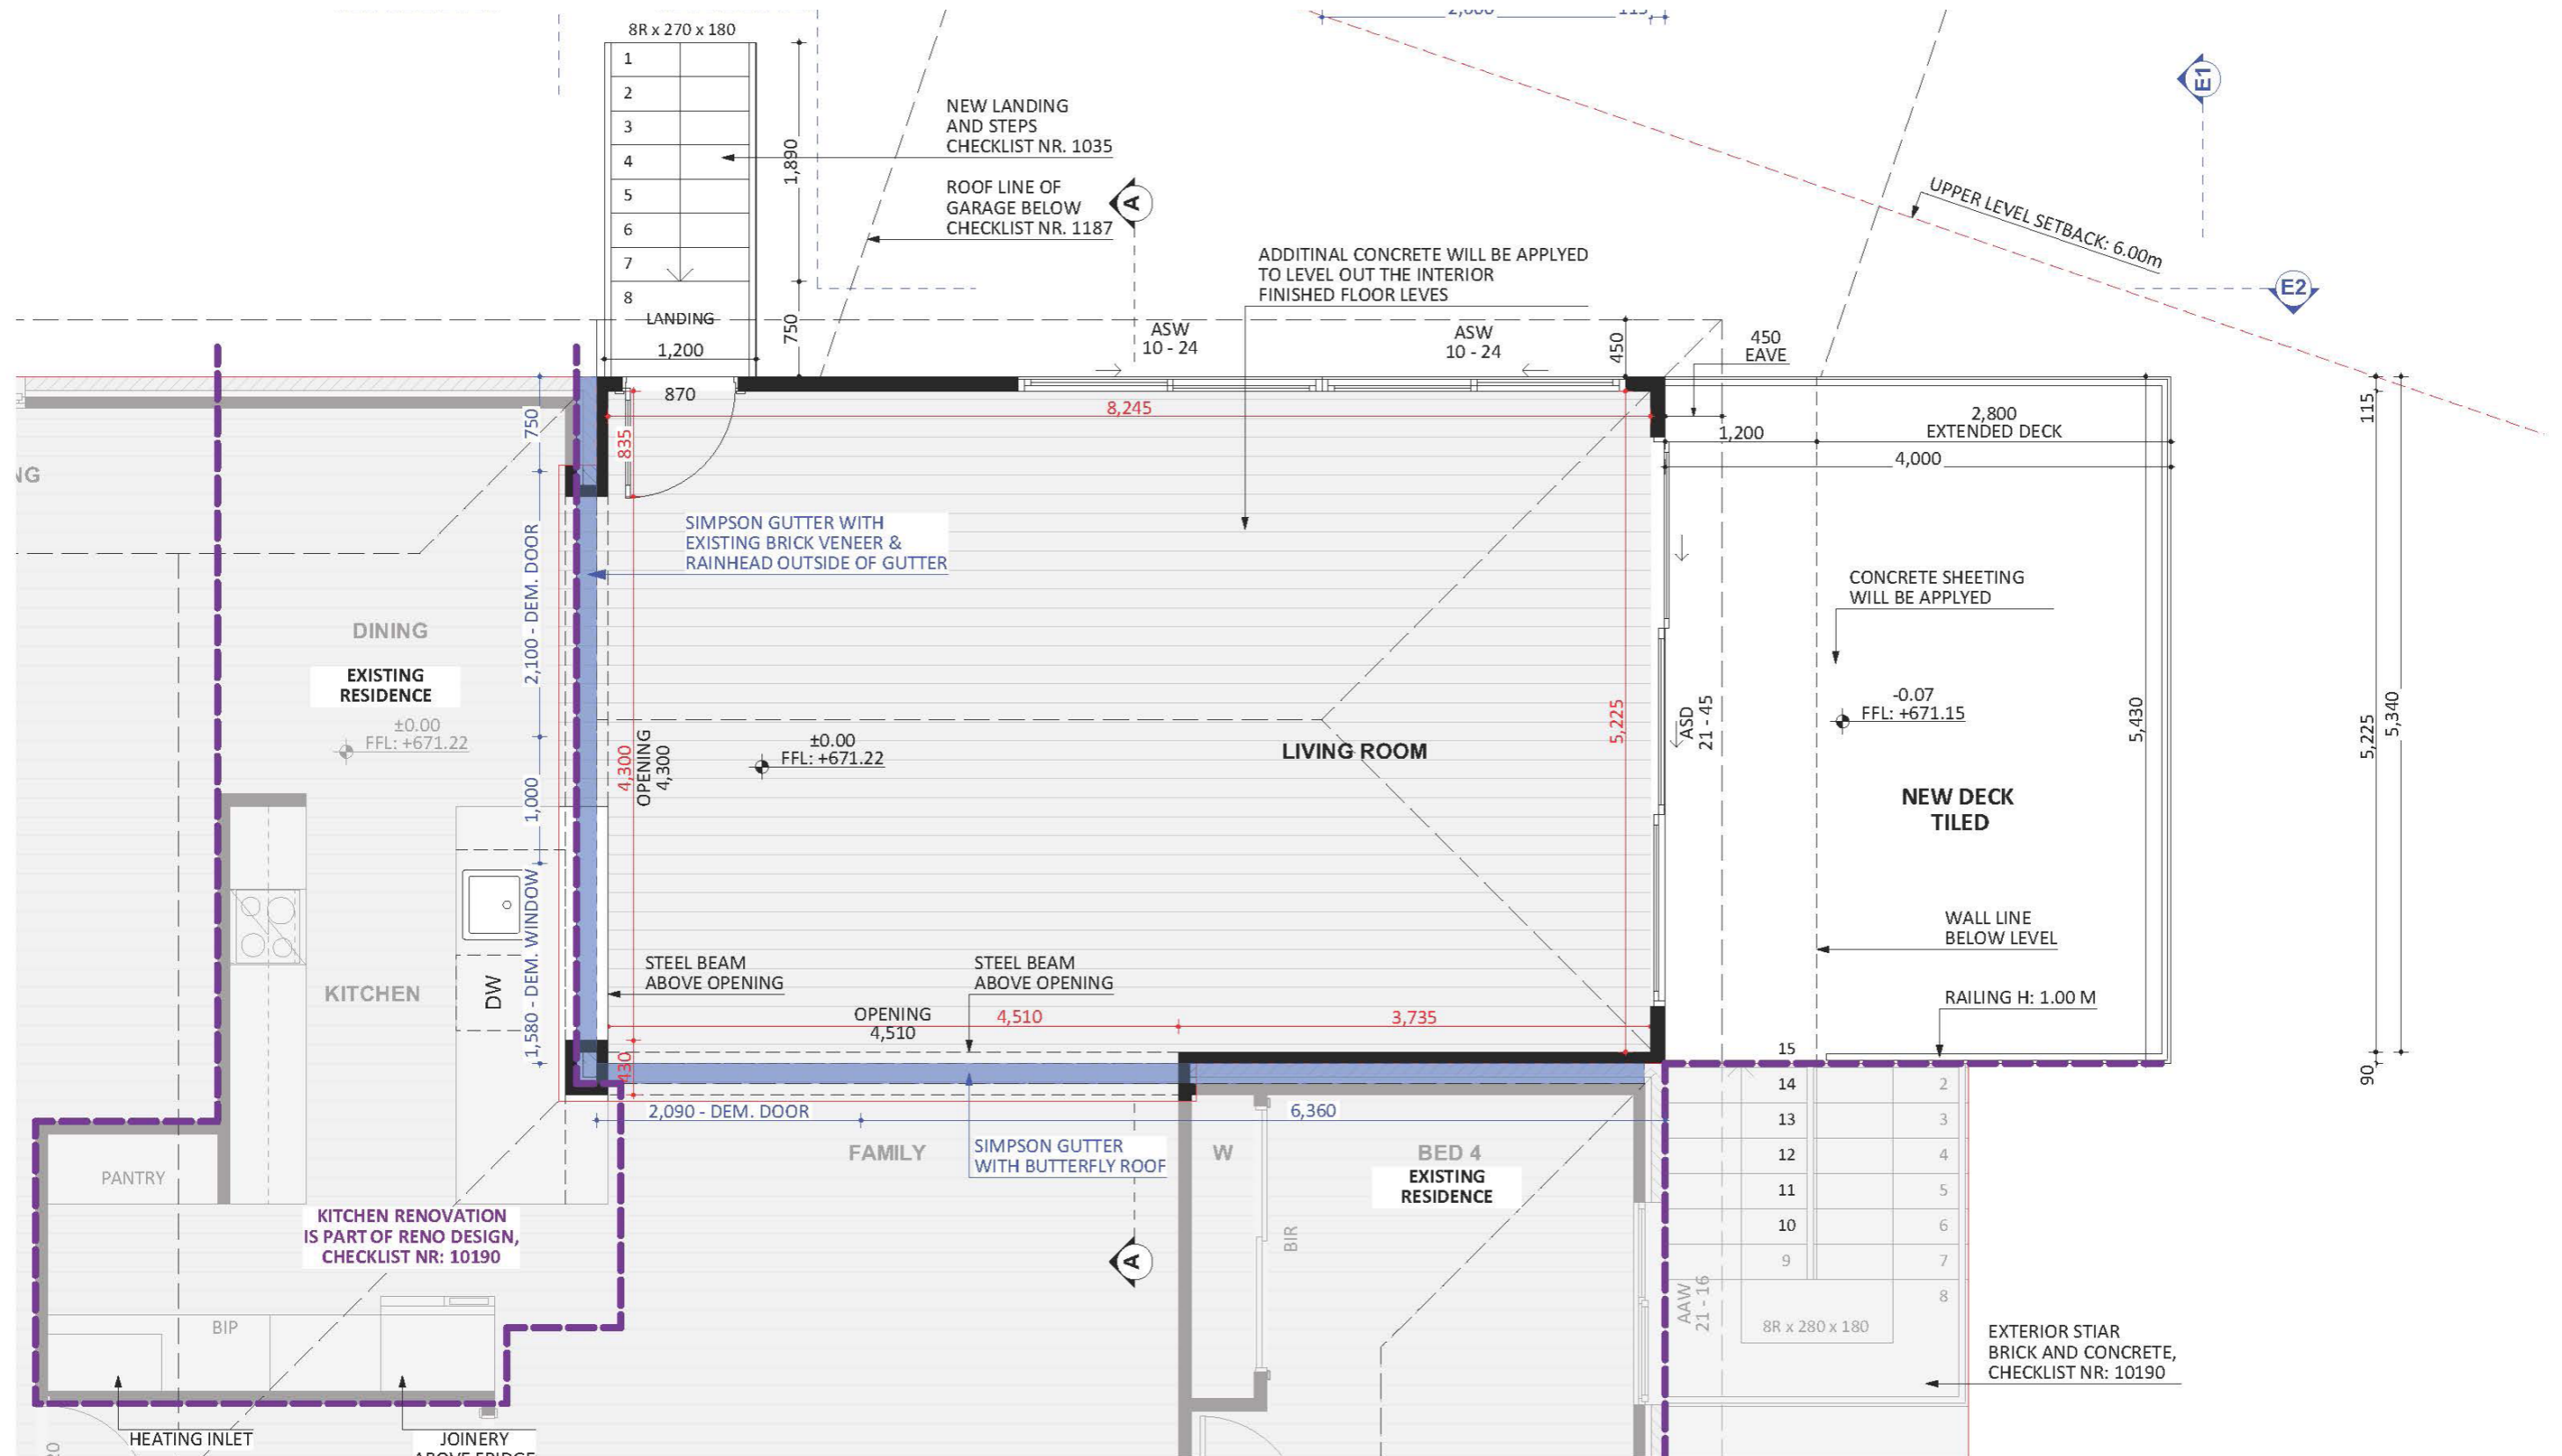 8R x 270 x 180
1
2
3
4
5
6
7
8
LANDING
1,200
1,890
750
870
835
NEW LANDING
AND STEPS
CHECKLIST NR. 1035
ROOF LINE OF
GARAGE BELOW
CHECKLIST NR. 1187
A
ADDITINAL CONCRETE WILL BE APPLYED
TO LEVEL OUT THE INTERIOR
FINISHED FLOOR LEVES
ASW
10 - 24
ASW
10 - 24
450
450
EAVE
8,245
UPPER LEVEL SETBACK: 6.00m
E1
E2
2,800
EXTENDED DECK
1,200
4,000
115
5,225
5,340
90
5,430
NG
750
2,100 - DEM. DOOR
1,000
1,580 - DEM. WINDOW
SIMPSON GUTTER WITH
EXISTING BRICK VENEER &
RAINHEAD OUTSIDE OF GUTTER
DINING
EXISTING
RESIDENCE
±0.00
FFL: +671.22
4,300
OPENING
4,300
±0.00
FFL: +671.22
LIVING ROOM
5,225
ASD
21 - 45
CONCRETE SHEETING
WILL BE APPLYED
-0.07
FFL: +671.15
NEW DECK
TILED
WALL LINE
BELOW LEVEL
RAILING H: 1.00 M
KITCHEN
DW
STEEL BEAM
ABOVE OPENING
STEEL BEAM
ABOVE OPENING
OPENING
4,510
4,510
3,735
430
2,090 - DEM. DOOR
6,360
FAMILY
SIMPSON GUTTER
WITH BUTTERFLY ROOF
W
BED 4
EXISTING
RESIDENCE
BIR
A
PANTRY
KITCHEN RENOVATION
IS PART OF RENO DESIGN,
CHECKLIST NR: 10190
BIP
HEATING INLET
JOINERY
ABOVE FRIDGE
15
14
13
12
11
10
9
2
3
4
5
6
7
8
AAW
21 - 16
8R x 280 x 180
EXTERIOR STIAR
BRICK AND CONCRETE,
CHECKLIST NR: 10190